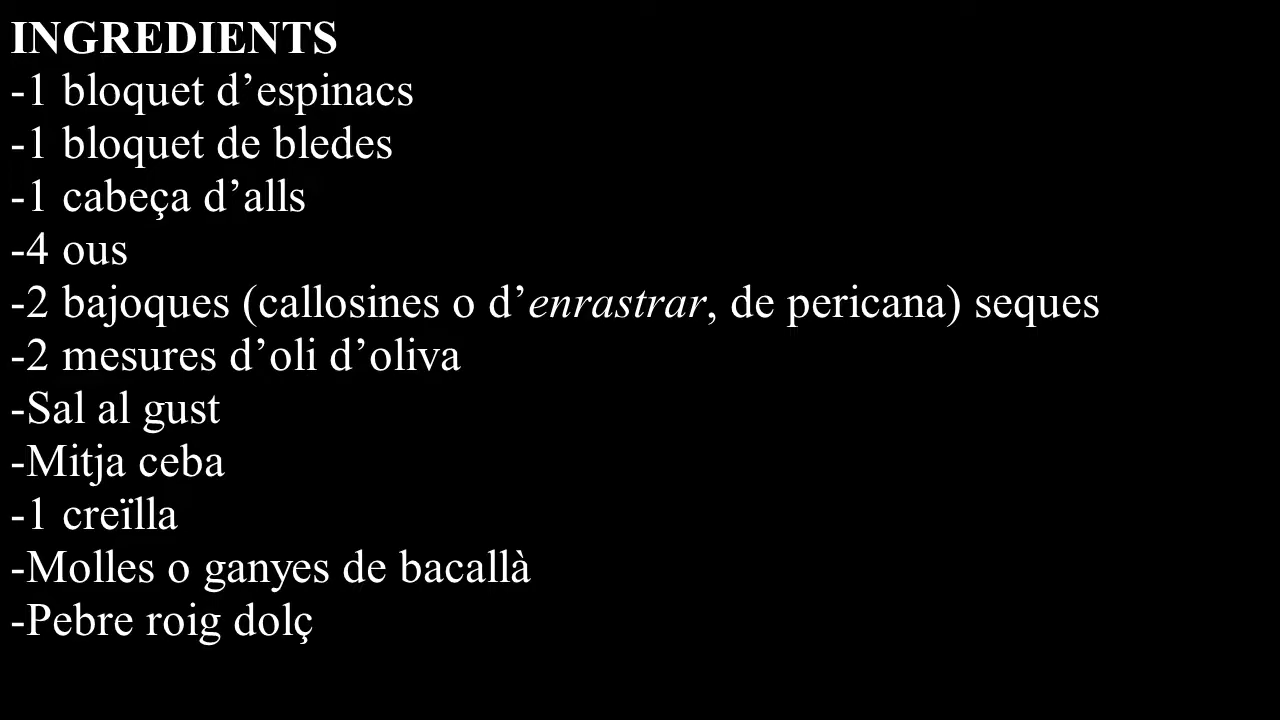 INGREDIENTS
-1 bloquet d’espinacs
-1 bloquet de bledes
-1 cabeça d’alls
-4 ous
-2 bajoques (callosines o d’enrastrar, de pericana) seques
-2 mesures d’oli d’oliva
-Sal al gust
-Mitja ceba
-1 creïlla
-Molles o ganyes de bacallà
-Pebre roig dolç